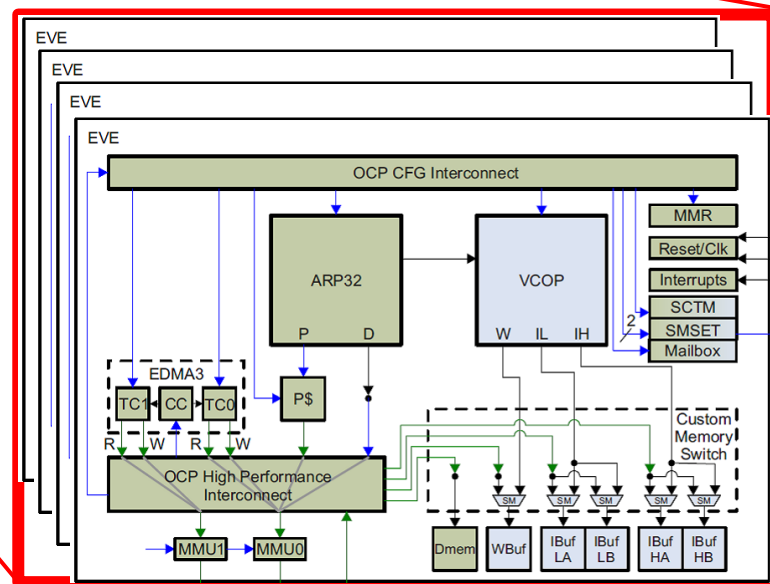 EVE
EVE
EVE
EVE
OCP CFG Interconnect
MMR
Reset/Clk
ARP32
VCOP
Interrupts
SCTM
2
SMSET
P D
W IL IH
Mailbox
EDMA3
TC1 CC TC0
P$
Custom
Memory
Switch
R W R W
OCP High Performance
Interconnect
SM SM SM SM SM
MMU1 MMU0
Dmem
WBuf
IBuf
LA
IBuf
LB
IBuf
HA
IBuf
HB